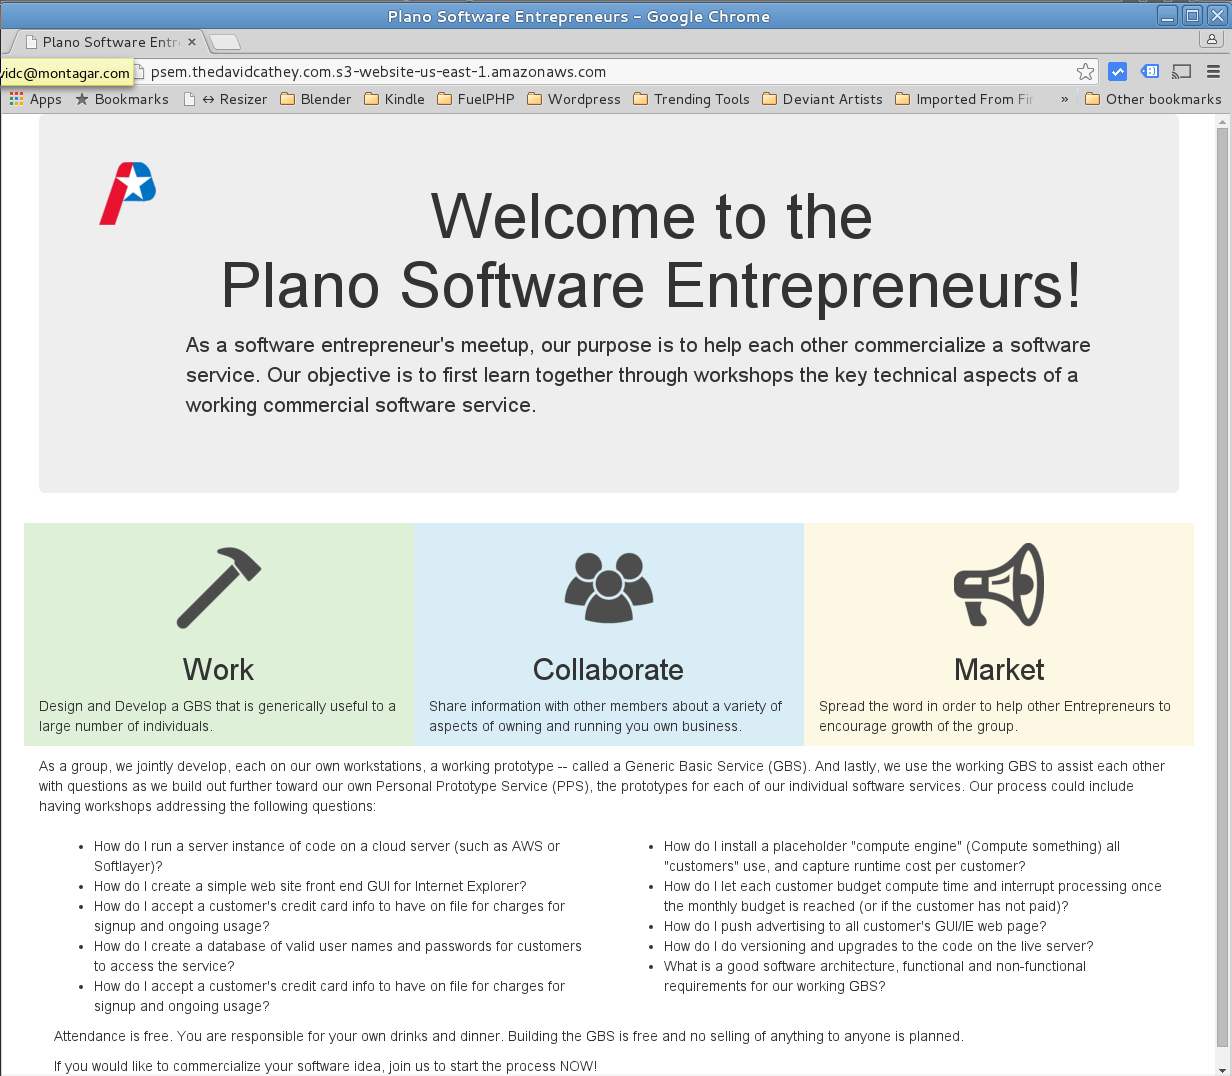 Plano Software Entrepreneurs - Google Chrome
Plano Software Entr
vidc@montagar.com
psem.thedavidcathey.com.s3-website-us-east-1.amazonaws.com
Apps Bookmarks ↔ Resizer Blender Kindle FuelPHP Wordpress Trending Tools Deviant Artists Imported From Fir » Other bookmarks
Welcome to the
Plano Software Entrepreneurs!
As a software entrepreneur's meetup, our purpose is to help each other commercialize a software
service. Our objective is to first learn together through workshops the key technical aspects of a
working commercial software service.
Work
Design and Develop a GBS that is generically useful to a
large number of individuals.
Collaborate
Share information with other members about a variety of
aspects of owning and running you own business.
Market
Spread the word in order to help other Entrepreneurs to
encourage growth of the group.
As a group, we jointly develop, each on our own workstations, a working prototype -- called a Generic Basic Service (GBS). And lastly, we use the working GBS to assist each other
with questions as we build out further toward our own Personal Prototype Service (PPS), the prototypes for each of our individual software services. Our process could include
having workshops addressing the following questions:
• How do I run a server instance of code on a cloud server (such as AWS or
Softlayer)?
• How do I create a simple web site front end GUI for Internet Explorer?
• How do I accept a customer's credit card info to have on file for charges for
signup and ongoing usage?
• How do I create a database of valid user names and passwords for customers
to access the service?
• How do I accept a customer's credit card info to have on file for charges for
signup and ongoing usage?
• How do I install a placeholder "compute engine" (Compute something) all
"customers" use, and capture runtime cost per customer?
• How do I let each customer budget compute time and interrupt processing once
the monthly budget is reached (or if the customer has not paid)?
• How do I push advertising to all customer's GUI/IE web page?
• How do I do versioning and upgrades to the code on the live server?
• What is a good software architecture, functional and non-functional
requirements for our working GBS?
Attendance is free. You are responsible for your own drinks and dinner. Building the GBS is free and no selling of anything to anyone is planned.
If you would like to commercialize your software idea, join us to start the process NOW!